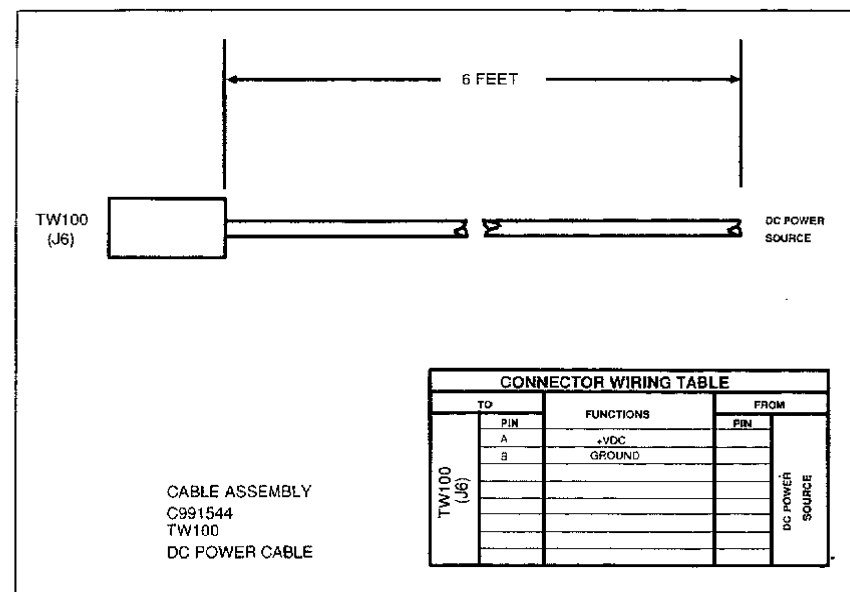 6 FEET
TW100
(J6)
DC POWER
SOURCE
CABLE ASSEMBLY
C991544
TW100
DC POWER CABLE
CONNECTOR WIRING TABLE
TO FUNCTIONS FROM
PIN PIN
A +VDC
B GROUND
TW100
(J6)
DC POWER
SOURCE